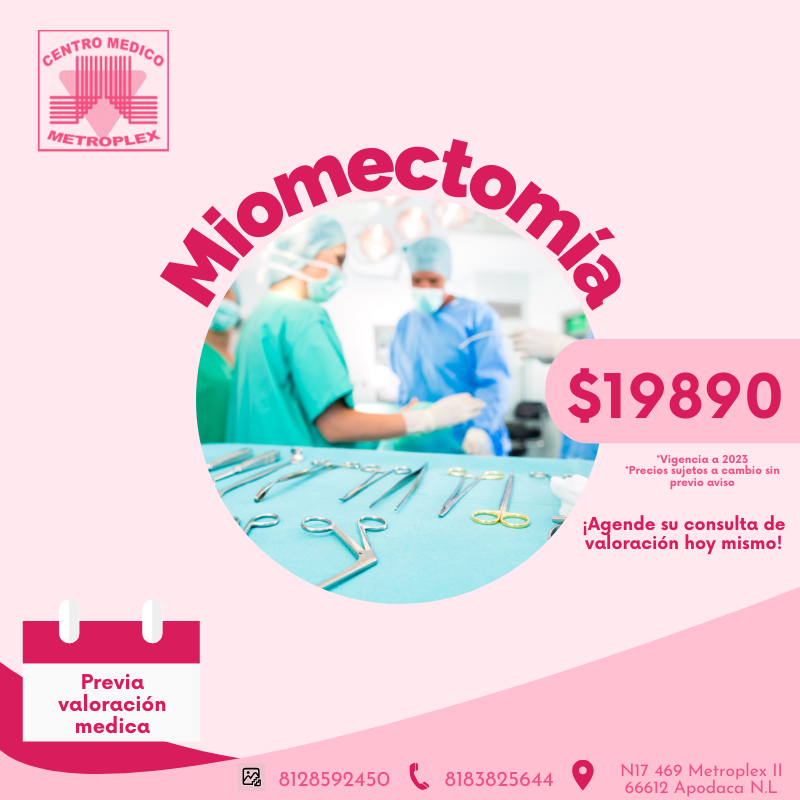 CENTRO MEDICO
METROPLEX
Miomectomía
$19890
*Vigencia a 2023
*Precios sujetos a cambio sin
previo aviso
¡Agende su consulta de
valoración hoy mismo!
Previa
valoración
medica
8128592450
8183825644
N17 469 Metroplex II
66612 Apodaca N.L